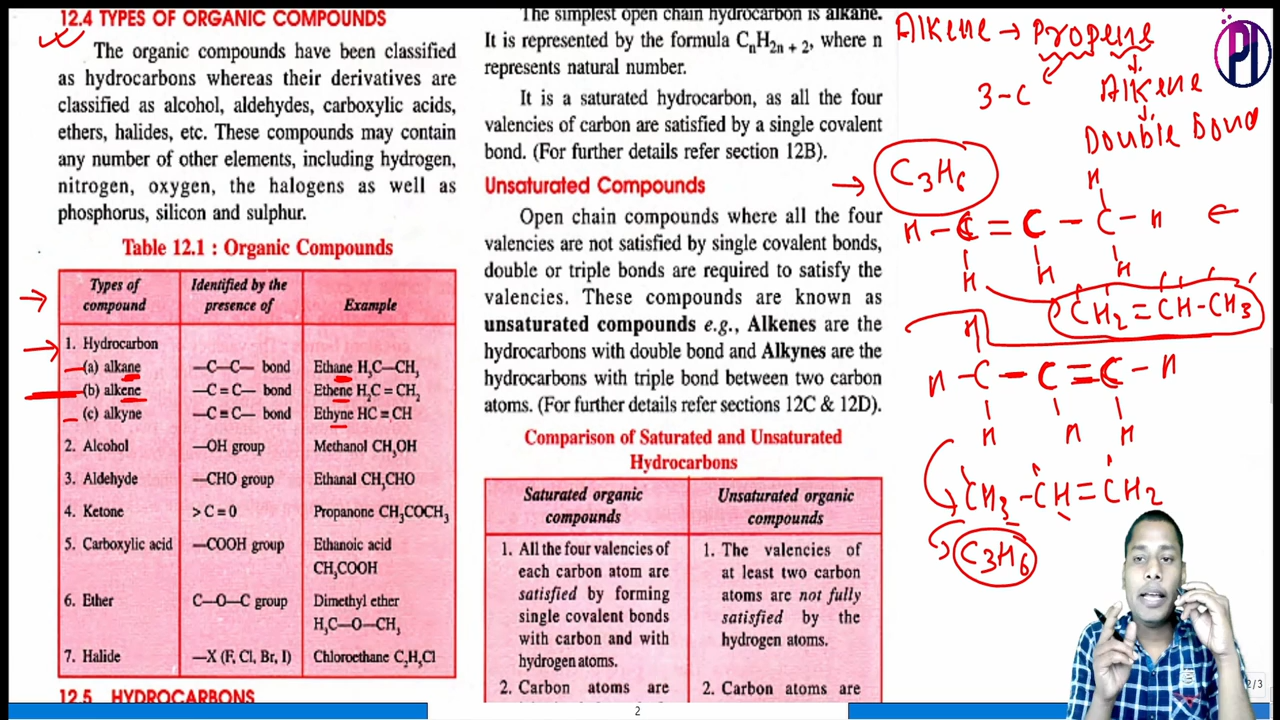 12.4 TYPES OF ORGANIC COMPOUNDS
The organic compounds have been classified
as hydrocarbons whereas their derivatives are
classified as alcohol, aldehydes, carboxylic acids,
ethers, halides, etc. These compounds may contain
any number of other elements, including hydrogen,
nitrogen, oxygen, the halogens as well as
phosphorus, silicon and sulphur.
Table 12.1 : Organic Compounds
Types of compound | Identified by the presence of | Example
1. Hydrocarbon
(a) alkane —C—C— bond Ethane H₃C—CH₃
(b) alkene —C = C— bond Ethene H₂C = CH₂
(c) alkyne —C ≡ C— bond Ethyne HC ≡ CH
2. Alcohol —OH group Methanol CH₃OH
3. Aldehyde —CHO group Ethanal CH₃CHO
4. Ketone > C = O Propanone CH₃COCH₃
5. Carboxylic acid —COOH group Ethanoic acid
CH₃COOH
6. Ether C—O—C group Dimethyl ether
H₃C—O—CH₃
7. Halide —X (F, Cl, Br, I) Chloroethane C₂H₅Cl
12.5 HYDROCARBONS
The simplest open chain hydrocarbon is alkane.
It is represented by the formula CₙH₂ₙ ₊ ₂, where n
represents natural number.
It is a saturated hydrocarbon, as all the four
valencies of carbon are satisfied by a single covalent
bond. (For further details refer section 12B).
Unsaturated Compounds
Open chain compounds where all the four
valencies are not satisfied by single covalent bonds,
double or triple bonds are required to satisfy the
valencies. These compounds are known as
unsaturated compounds e.g., Alkenes are the
hydrocarbons with double bond and Alkynes are the
hydrocarbons with triple bond between two carbon
atoms. (For further details refer sections 12C & 12D).
Comparison of Saturated and Unsaturated
Hydrocarbons
Saturated organic compounds | Unsaturated organic compounds
1. All the four valencies of
each carbon atom are
satisfied by forming
single covalent bonds
with carbon and with
hydrogen atoms.
2. Carbon atoms are
1. The valencies of
at least two carbon
atoms are not fully
satisfied by the
hydrogen atoms.
2. Carbon atoms are
Alkene → Propene
3-C Alkene
Double bond
→ C₃H₆
H
H – C = C – C – H
H H H
CH₂ = CH - CH₃
H
H – C – C = C – H
H H H
CH₃ – CH = CH₂
C₃H₆
PI
2/3
2